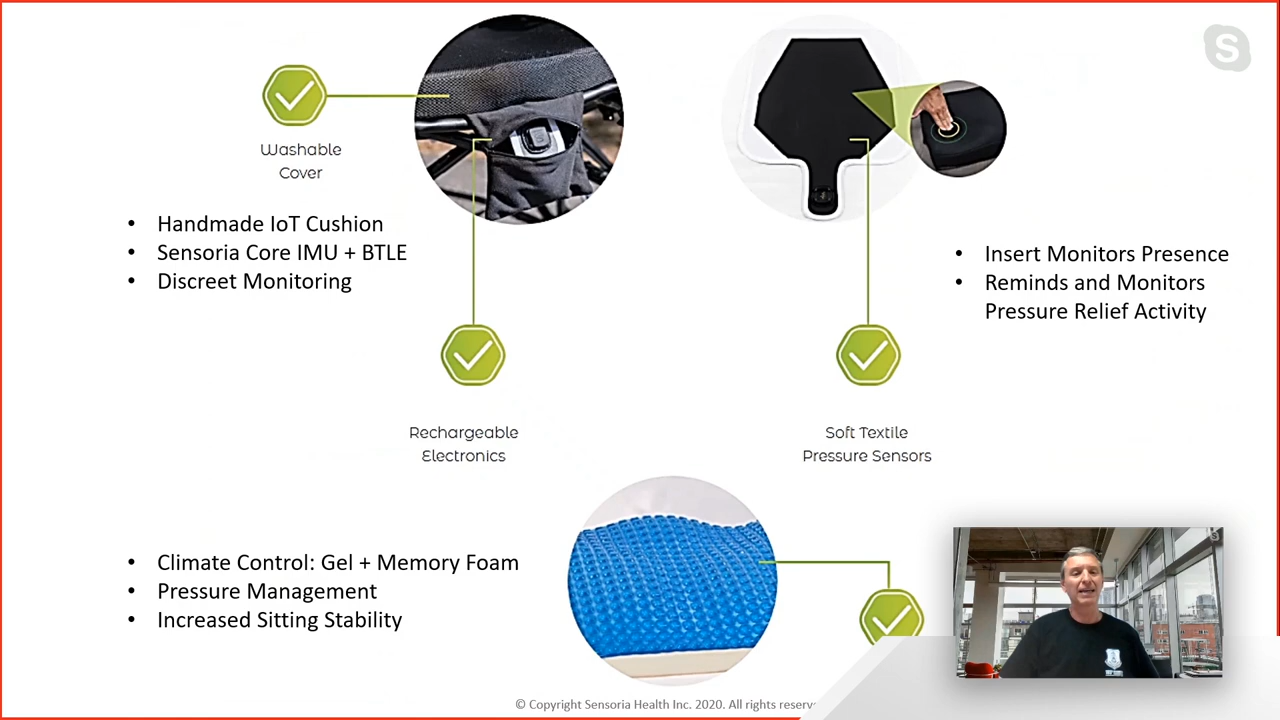 Washable
Cover
• Handmade IoT Cushion
• Sensoria Core IMU + BTLE
• Discreet Monitoring
• Insert Monitors Presence
• Reminds and Monitors
Pressure Relief Activity
Rechargeable
Electronics
Soft Textile
Pressure Sensors
• Climate Control: Gel + Memory Foam
• Pressure Management
• Increased Sitting Stability
© Copyright Sensoria Health Inc. 2020. All rights reserv
S